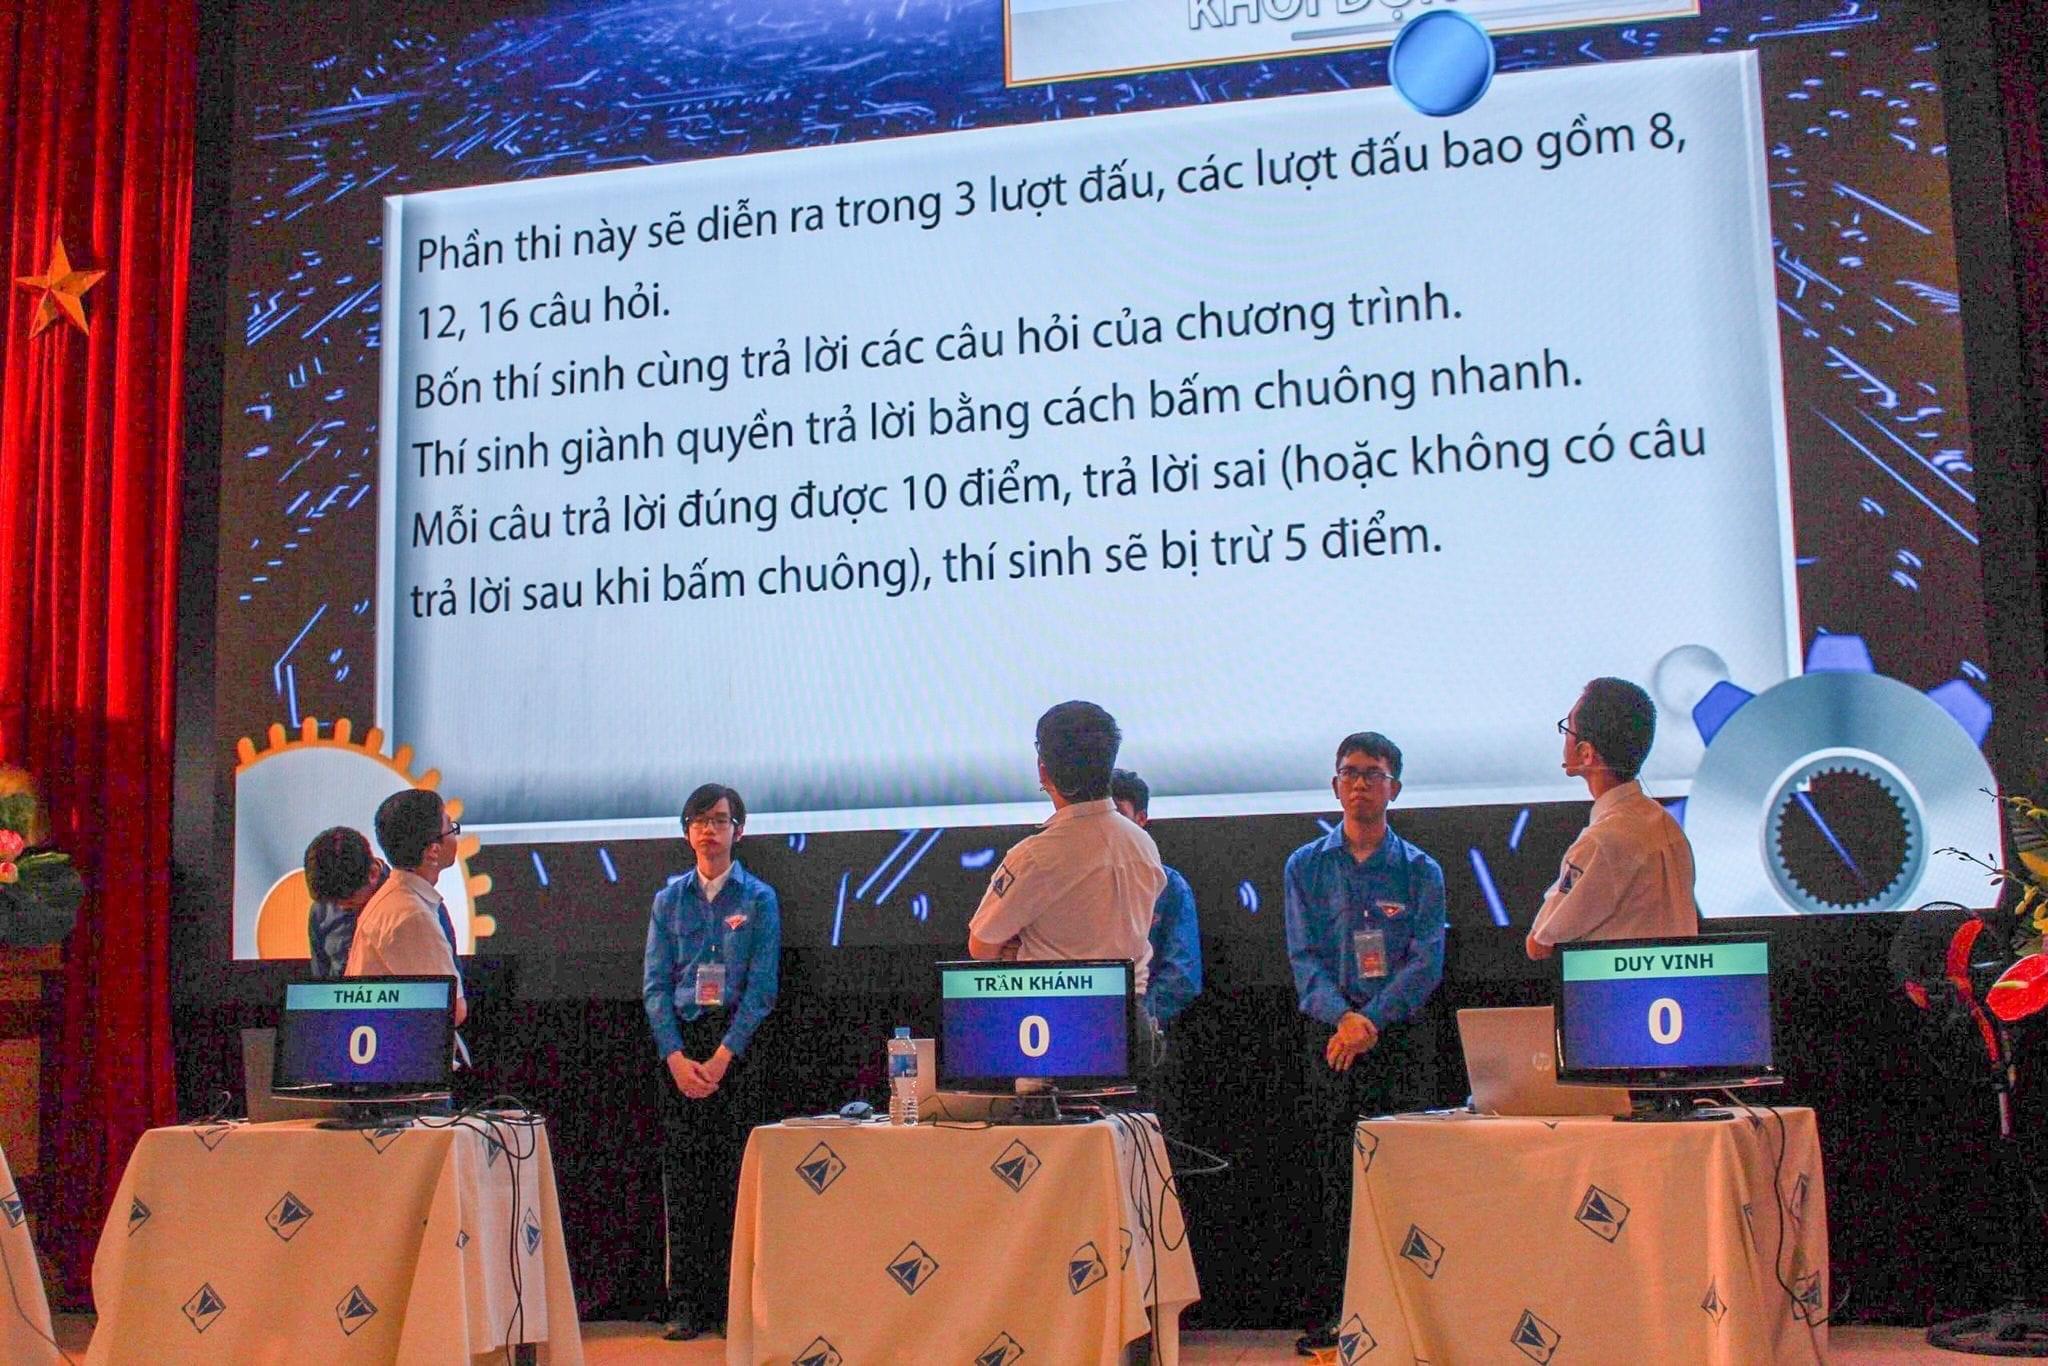 KHỞI ĐỘNG
Phần thi này sẽ diễn ra trong 3 lượt đấu, các lượt đấu bao gồm 8,
12, 16 câu hỏi.
Bốn thí sinh cùng trả lời các câu hỏi của chương trình.
Thí sinh giành quyền trả lời bằng cách bấm chuông nhanh.
Mỗi câu trả lời đúng được 10 điểm, trả lời sai (hoặc không có câu
trả lời sau khi bấm chuông), thí sinh sẽ bị trừ 5 điểm.
THÁI AN
0
TRẦN KHÁNH
0
DUY VINH
0